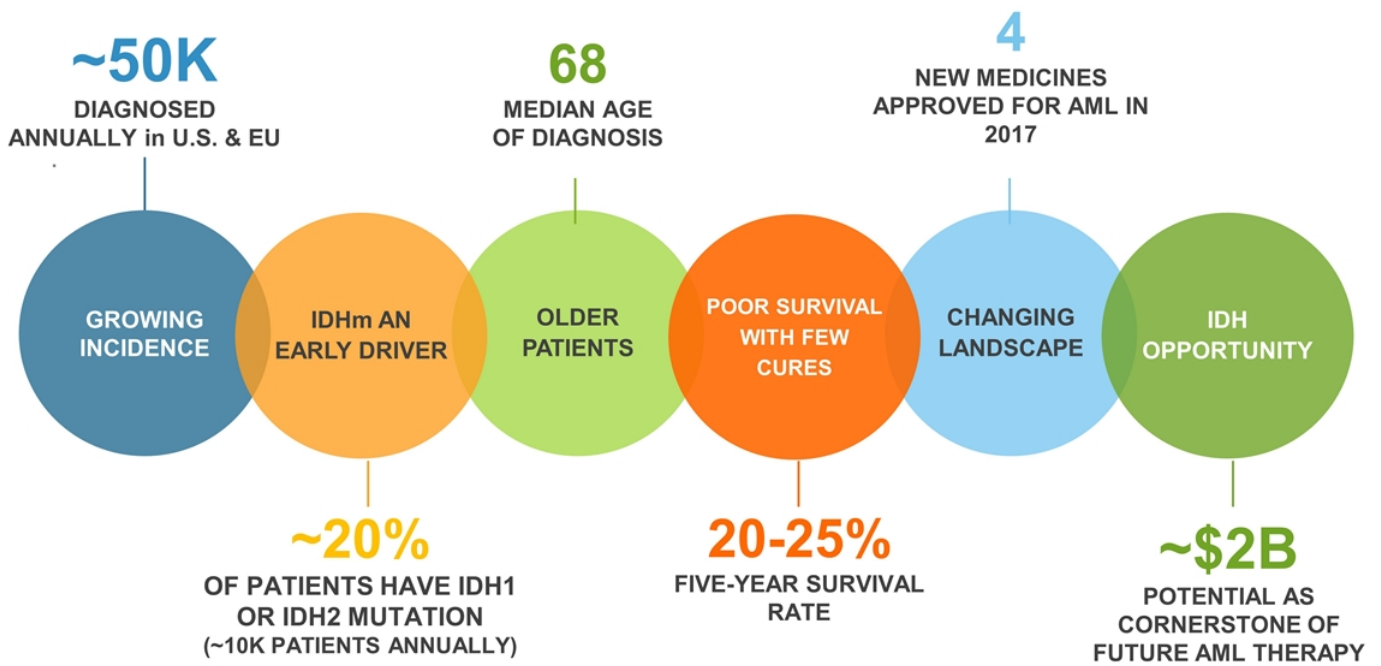 ~50K
DIAGNOSED
ANNUALLY in U.S. & EU
68
MEDIAN AGE
OF DIAGNOSIS
4
NEW MEDICINES
APPROVED FOR AML IN
2017
GROWING
INCIDENCE
IDHm AN
EARLY DRIVER
OLDER
PATIENTS
POOR SURVIVAL
WITH FEW
CURES
CHANGING
LANDSCAPE
IDH
OPPORTUNITY
~20%
OF PATIENTS HAVE IDH1
OR IDH2 MUTATION
(~10K PATIENTS ANNUALLY)
20-25%
FIVE-YEAR SURVIVAL
RATE
~$2B
POTENTIAL AS
CORNERSTONE OF
FUTURE AML THERAPY